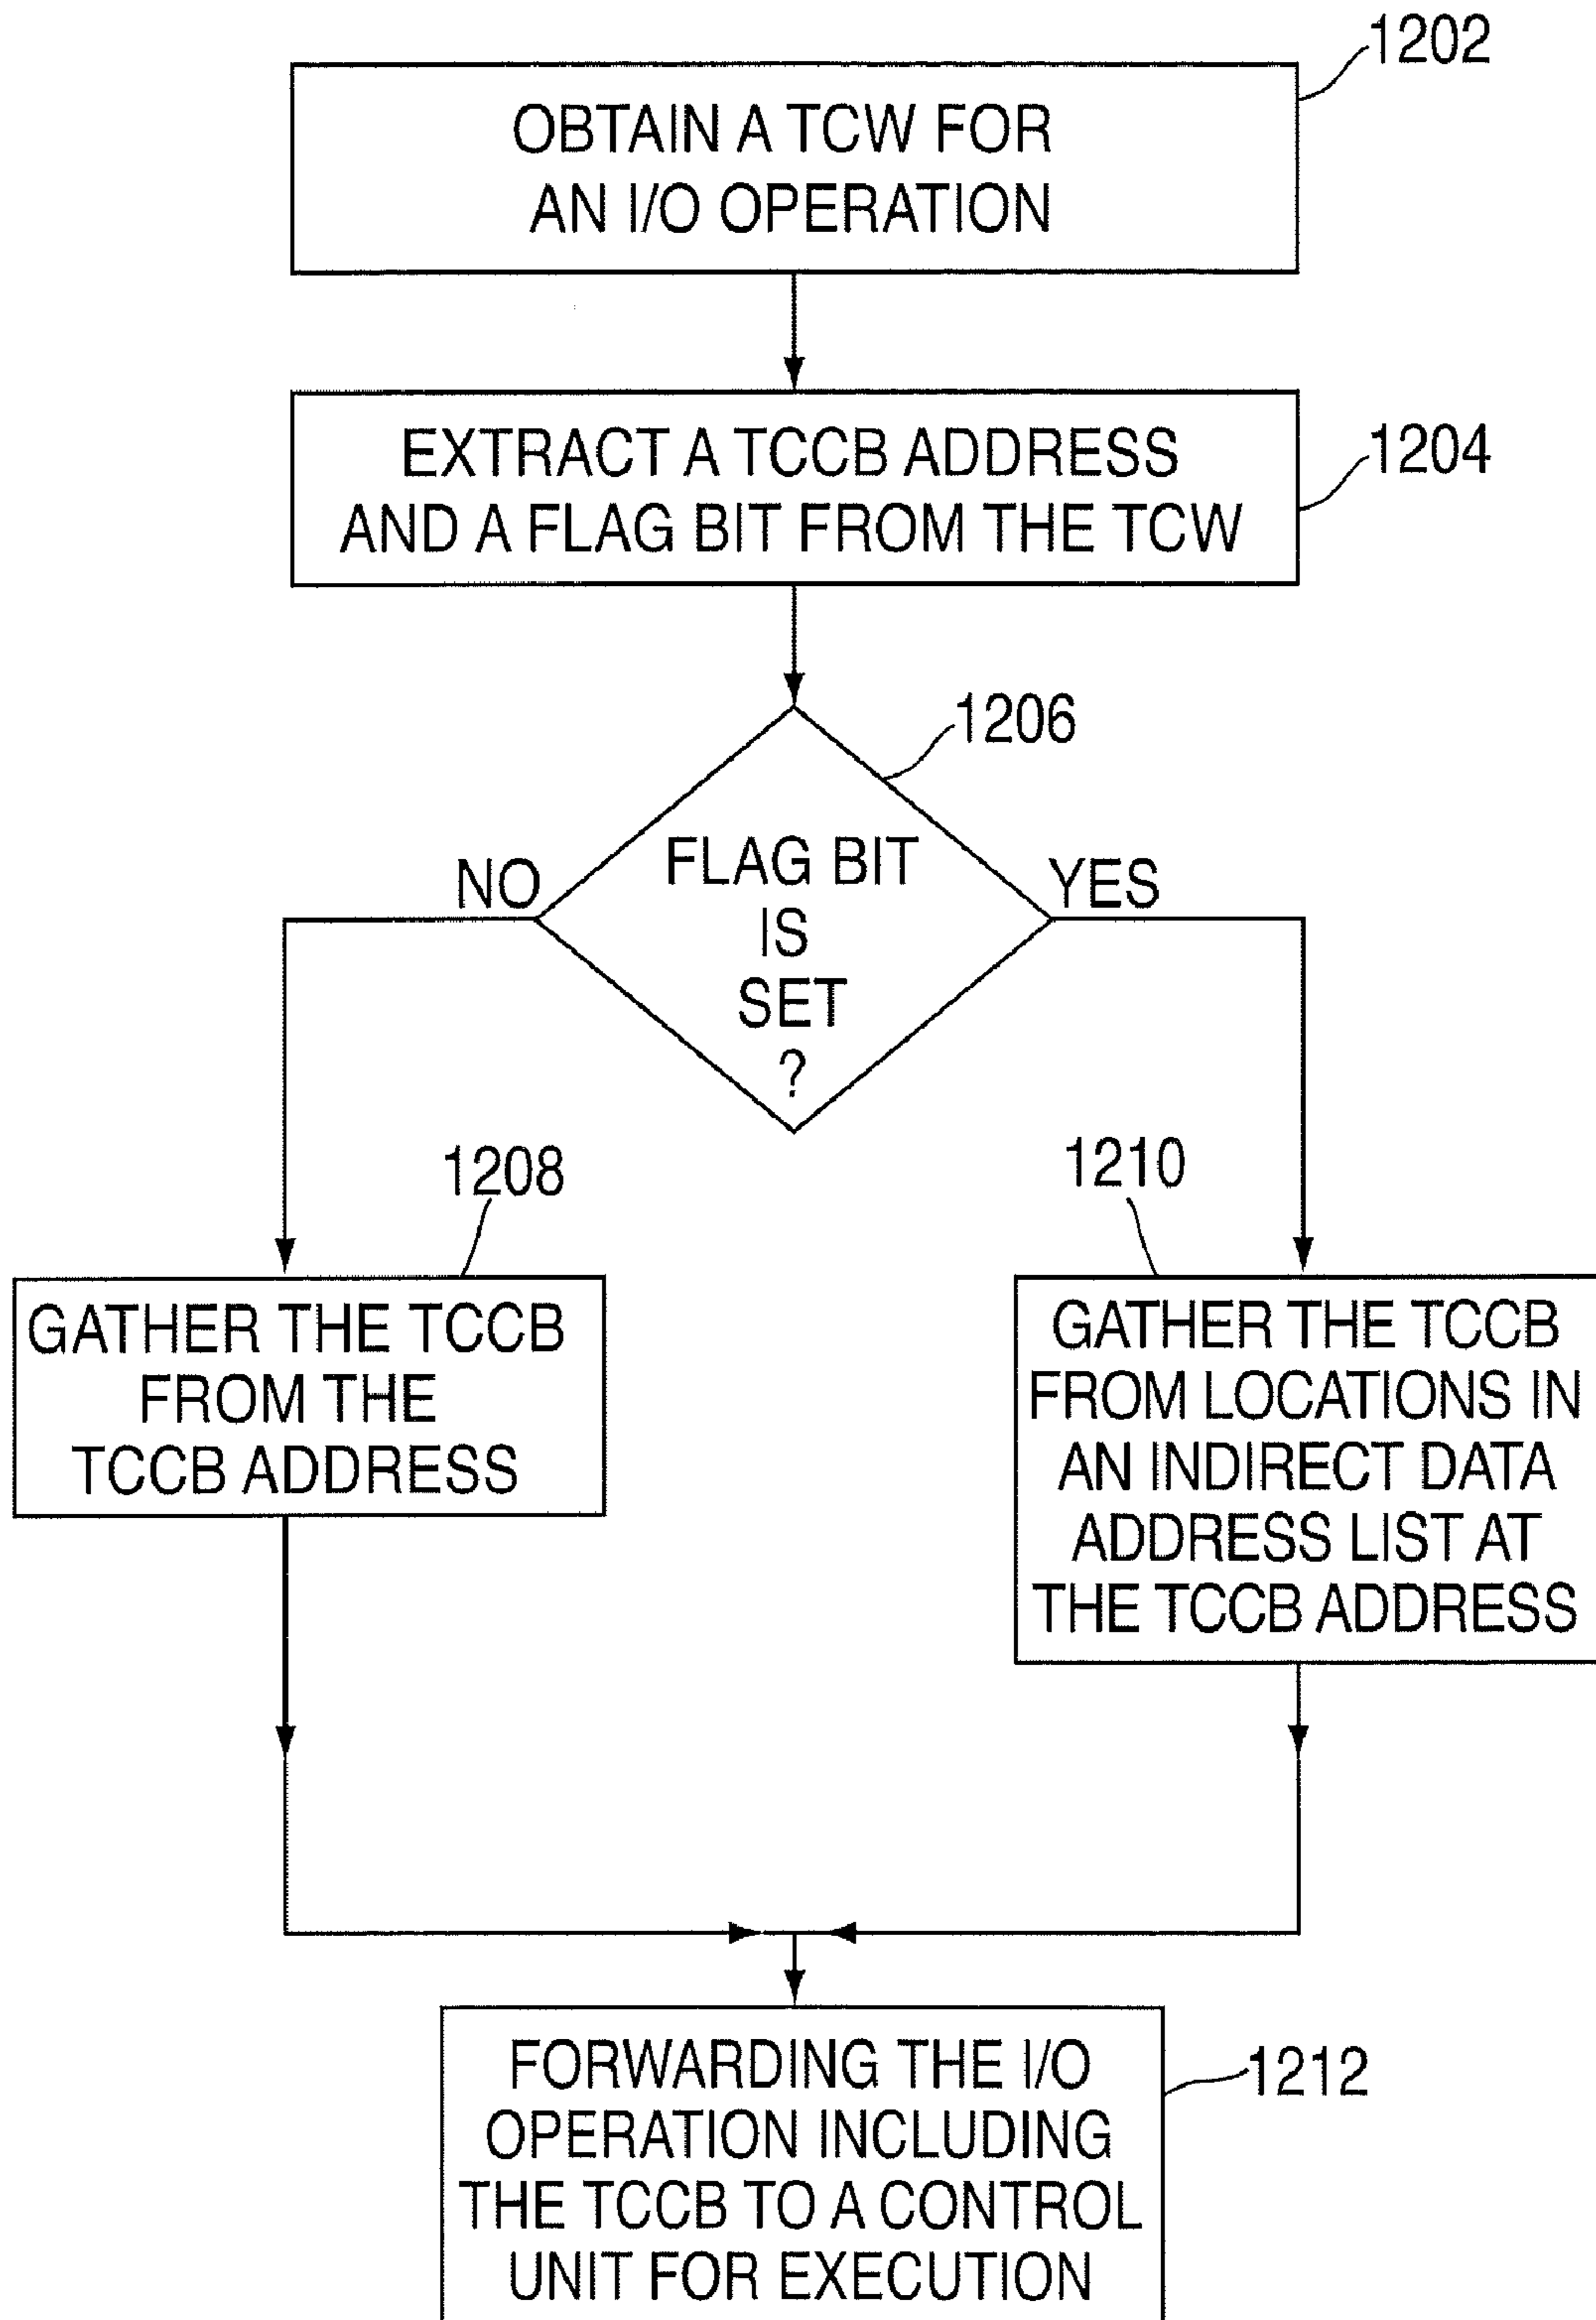 1202
OBTAIN A TCW FOR
AN I/O OPERATION
EXTRACT A TCCB ADDRESS
AND A FLAG BIT FROM THE TCW
1204
1206
NO
FLAG BIT
IS
SET
?
YES
1208
GATHER THE TCCB
FROM THE
TCCB ADDRESS
1210
GATHER THE TCCB
FROM LOCATIONS IN
AN INDIRECT DATA
ADDRESS LIST AT
THE TCCB ADDRESS
FORWARDING THE I/O
OPERATION INCLUDING
THE TCCB TO A CONTROL
UNIT FOR EXECUTION
1212